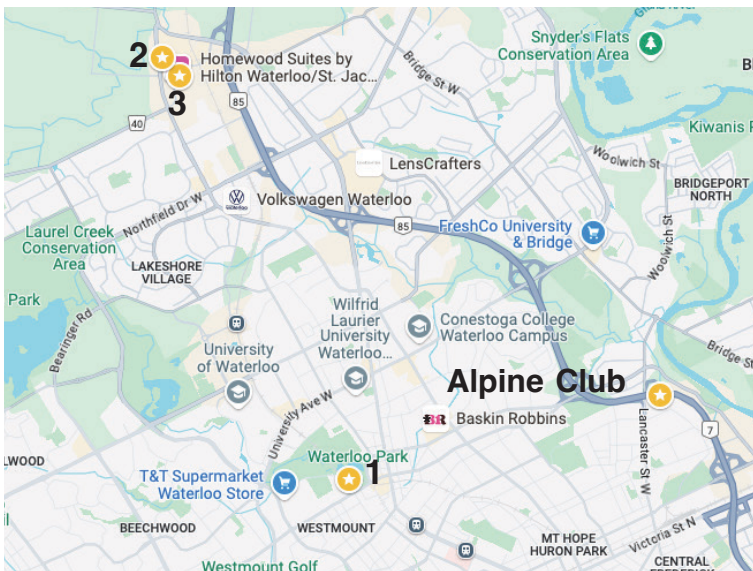 Snyder's Flats
Conservation Area
2
Homewood Suites by
Hilton Waterloo/St. Jac...
3
85
Bridge St W
40
Kiwanis
Woolwich St
LensCrafters
BRIDGEPORT
NORTH
Northfield Dr W
Volkswagen Waterloo
85
FreshCo University
& Bridge
Laurel Creek
Conservation
Area
Woolwich St
LAKESHORE
VILLAGE
Park
Wilfrid
Laurier
University
Waterloo...
Conestoga College
Waterloo Campus
Bearinger Rd
University
of Waterloo
Bridge St
Alpine Club
University Ave W
Baskin Robbins
Lancaster St W
7
LWOOD
Waterloo Park
1
T&T Supermarket
Waterloo Store
BEECHWOOD
WESTMOUNT
MT HOPE
HURON PARK
Victoria St N
Westmount Golf
CENTRAL